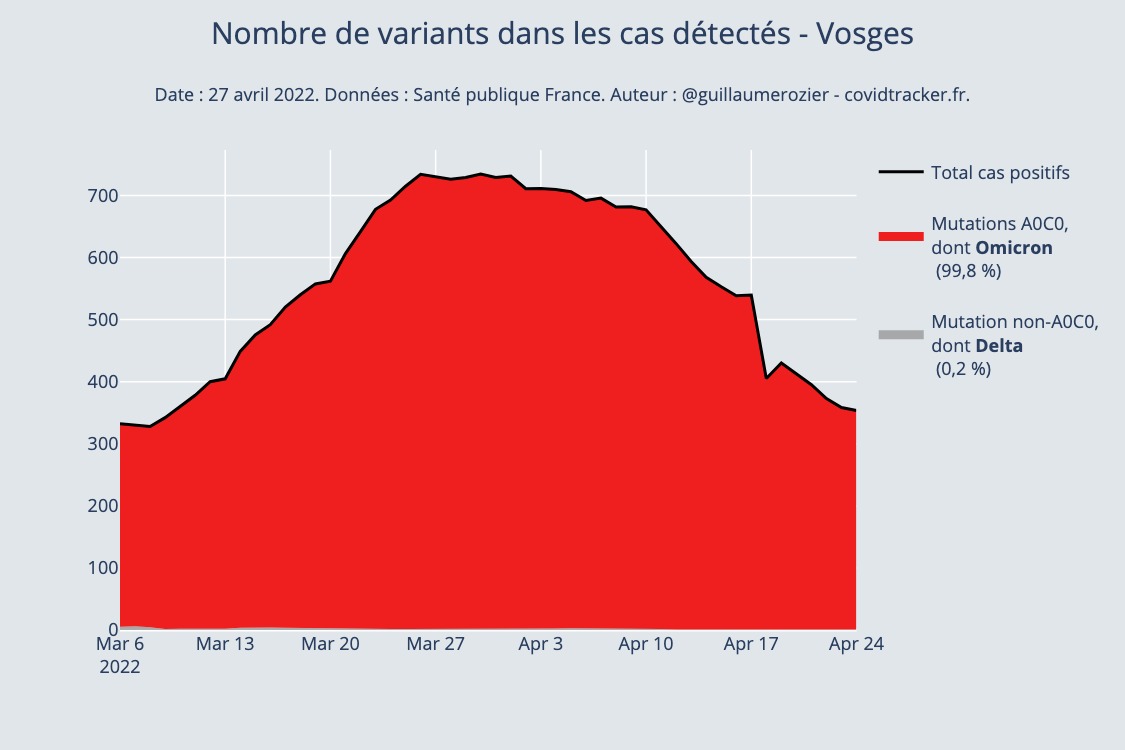 Nombre de variants dans les cas détectés - Vosges
Date : 27 avril 2022. Données : Santé publique France. Auteur : @guillaumerozier - covidtracker.fr.
700
600
500
400
300
200
100
0
Mar 6
2022
Mar 13
Mar 20
Mar 27
Apr 3
Apr 10
Apr 17
Apr 24
Total cas positifs
Mutations A0C0,
dont Omicron
(99,8 %)
Mutation non-A0C0,
dont Delta
(0,2 %)